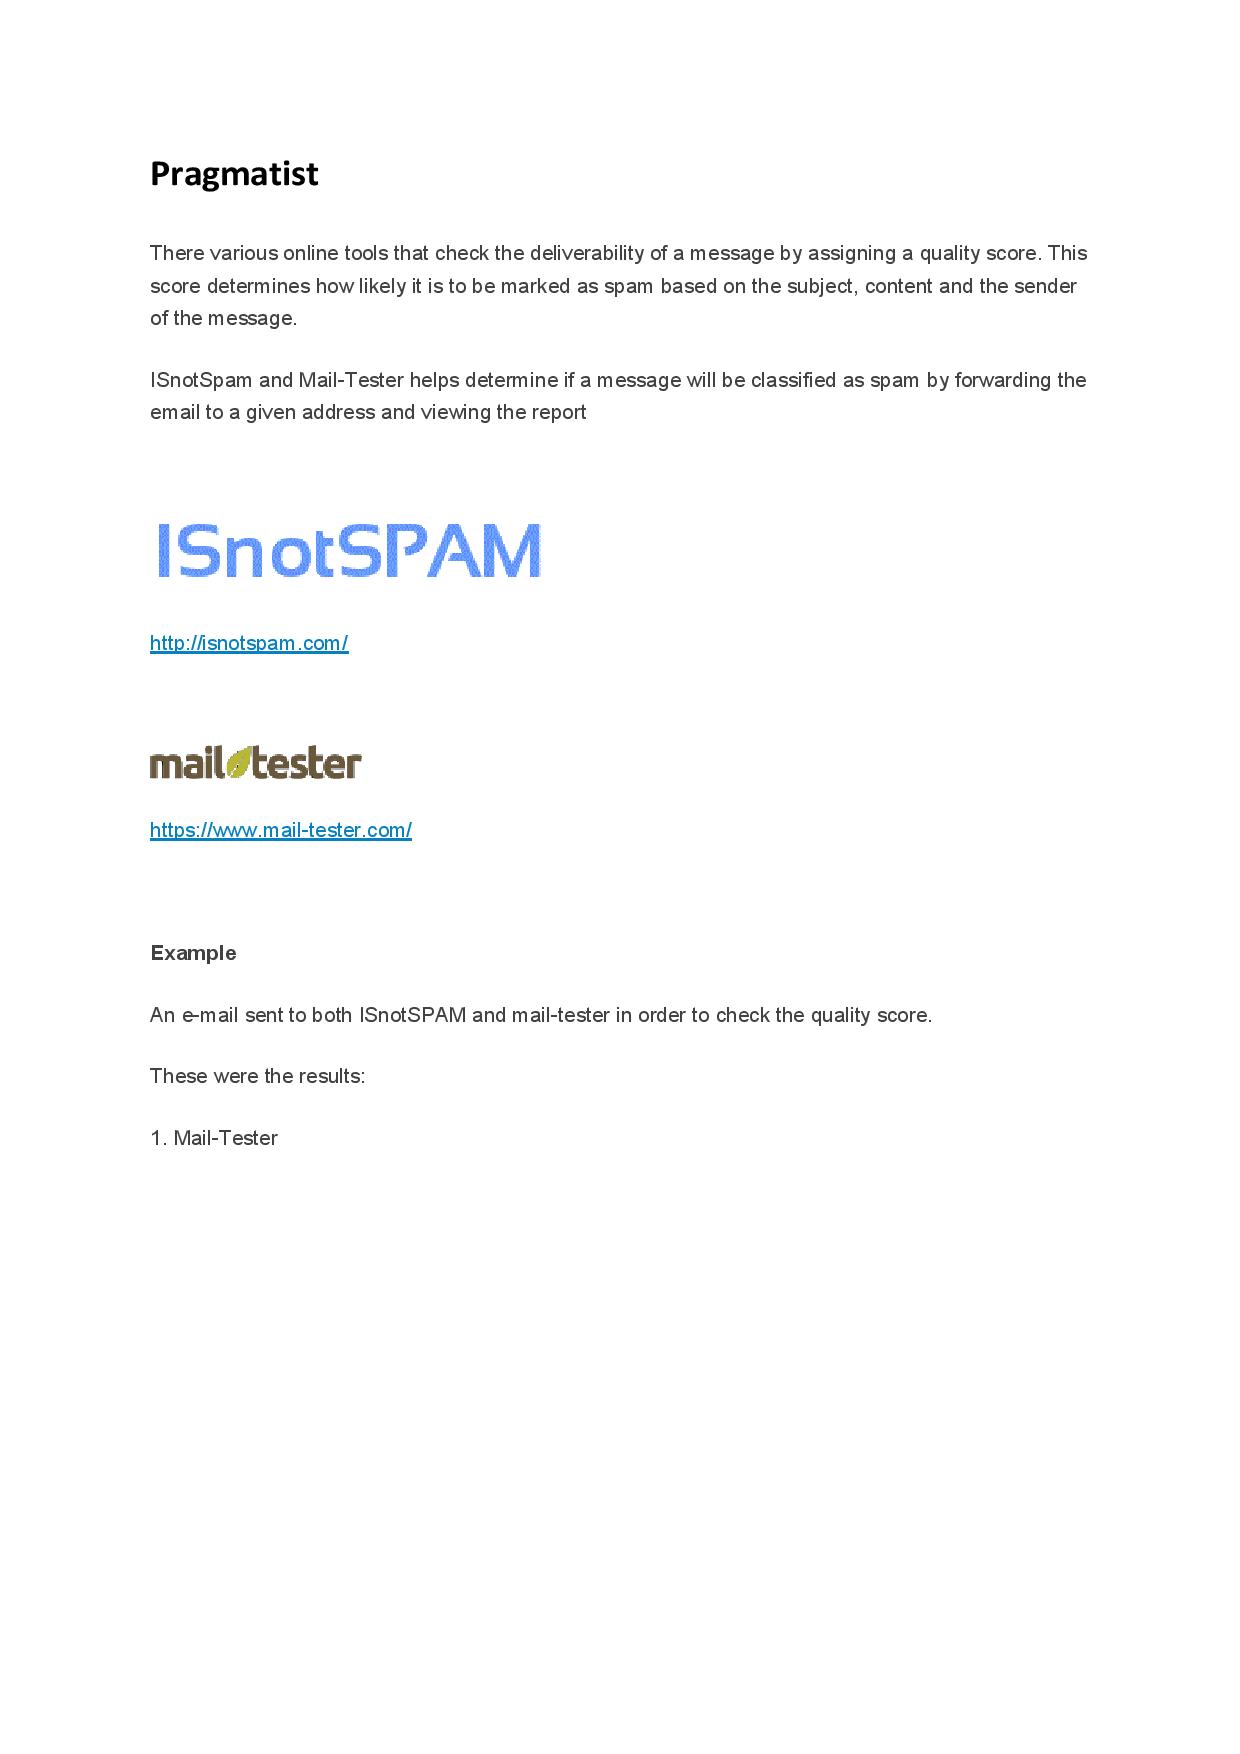 Pragmatist
There various online tools that check the deliverability of a message by assigning a quality score. This
score determines how likely it is to be marked as spam based on the subject, content and the sender
of the message.
ISnotSpam and Mail-Tester helps determine if a message will be classified as spam by forwarding the
email to a given address and viewing the report
ISnotSPAM
http://isnotspam.com/
mail tester
https://www.mail-tester.com/
Example
An e-mail sent to both ISnotSPAM and mail-tester in order to check the quality score.
These were the results:
1. Mail-Tester